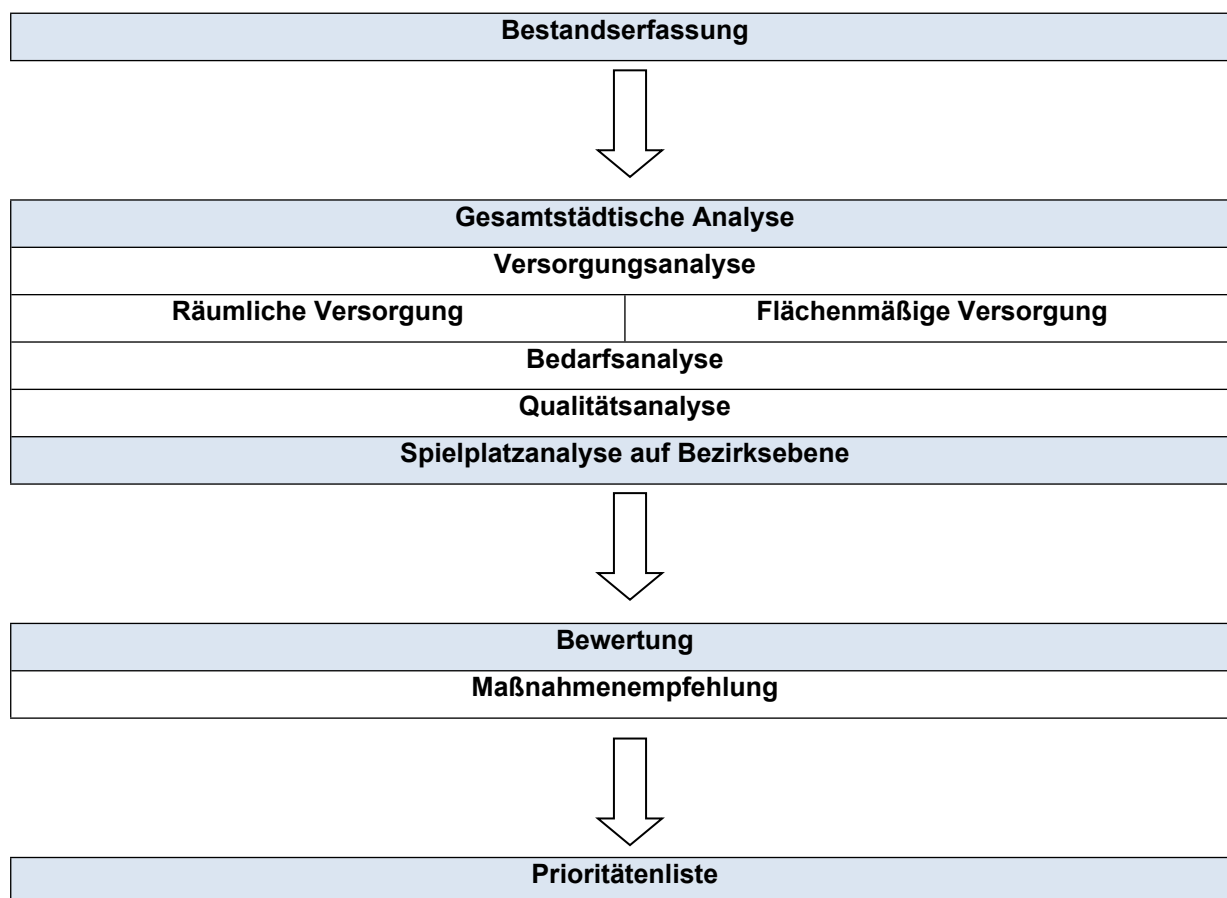 Bestandserfassung
Gesamtstädtische Analyse
Versorgungsanalyse
Räumliche Versorgung
Flächenmäßige Versorgung
Bedarfsanalyse
Qualitätsanalyse
Spielplatzanalyse auf Bezirksebene
Bewertung
Maßnahmenempfehlung
Prioritätenliste